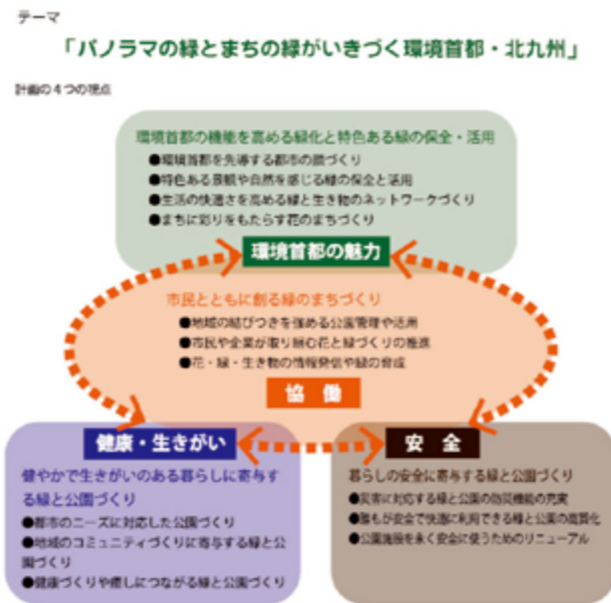 テーマ
「パノラマの緑とまちの緑がいきづく環境首都・北九州」
計画の4つの視点
環境首都の機能を高める緑化と特色ある緑の保全・活用
●環境首都を先導する都市の顔づくり
●特色ある景観や自然を感じる緑の保全と活用
●生活の快適さを高める緑と生き物のネットワークづくり
●まちに彩りをもたらす花のまちづくり
環境首都の魅力
市民とともに創る緑のまちづくり
●地域の結びつきを強める公園管理や活用
●市民や企業が取り組む花と緑づくりの推進
●花・緑・生き物の情報発信や緑の育成
協 働
健康・生きがい
健やかで生きがいのある暮らしに寄与す
る緑と公園づくり
●都市のニーズに対応した公園づくり
●地域のコミュニティづくりに寄与する緑と公
園づくり
●健康づくりや癒しにつながる緑と公園づくり
安 全
暮らしの安全に寄与する緑と公園づくり
●災害に対応する緑と公園の防災機能の充実
●誰もが安全で快適に利用できる緑と公園の高質化
●公園施設を永く安全に使うためのリニューアル